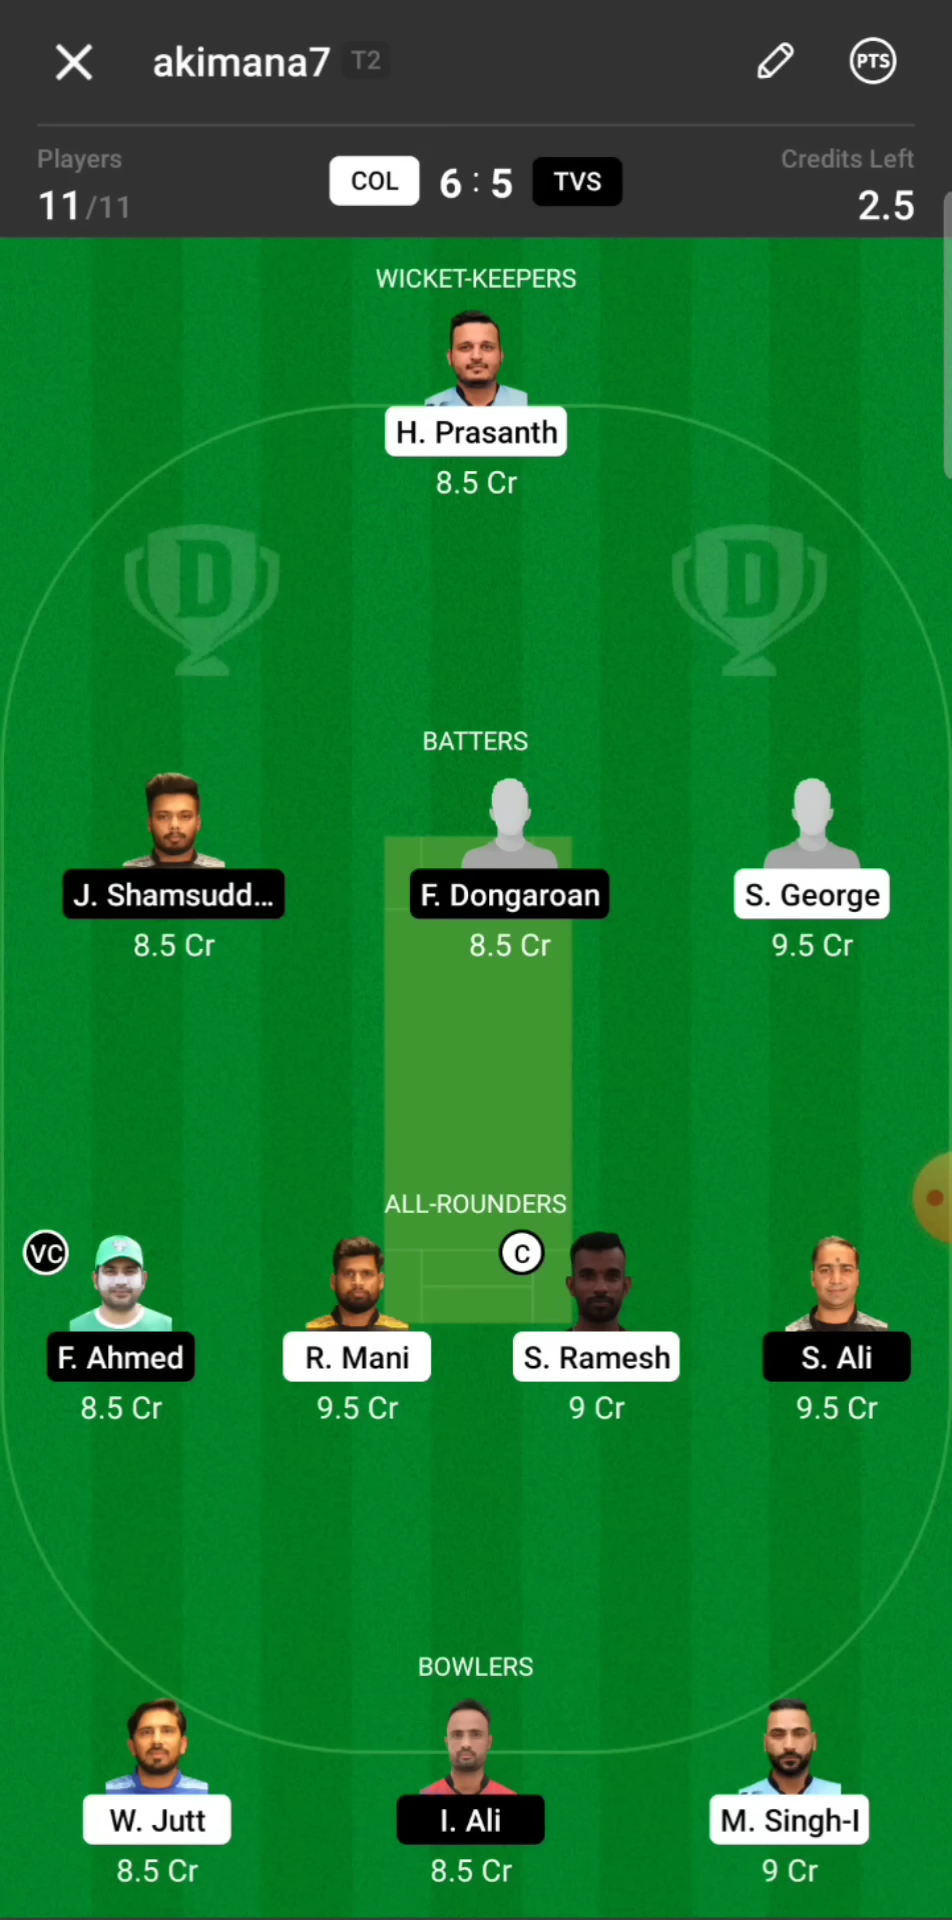 akimana7 T2 PTS
Players Credits Left
11/11 COL 6 : 5 TVS 2.5
WICKET-KEEPERS
H. Prasanth
8.5 Cr
D D
BATTERS
J. Shamsudd... F. Dongaroan S. George
8.5 Cr 8.5 Cr 9.5 Cr
ALL-ROUNDERS
VC C
F. Ahmed R. Mani S. Ramesh S. Ali
8.5 Cr 9.5 Cr 9 Cr 9.5 Cr
BOWLERS
W. Jutt I. Ali M. Singh-I
8.5 Cr 8.5 Cr 9 Cr